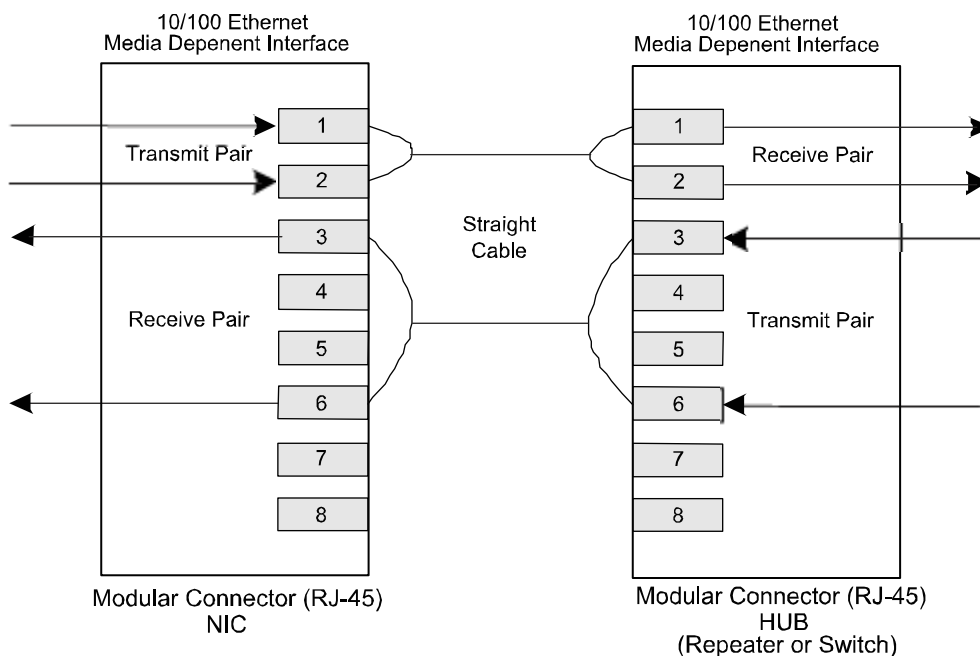 10/100 Ethernet
Media Depenent Interface
1
Transmit Pair
2
3
4
Receive Pair
5
6
7
8
Modular Connector (RJ-45)
NIC
Straight
Cable
10/100 Ethernet
Media Depenent Interface
1
Receive Pair
2
3
4
Transmit Pair
5
6
7
8
Modular Connector (RJ-45)
HUB
(Repeater or Switch)